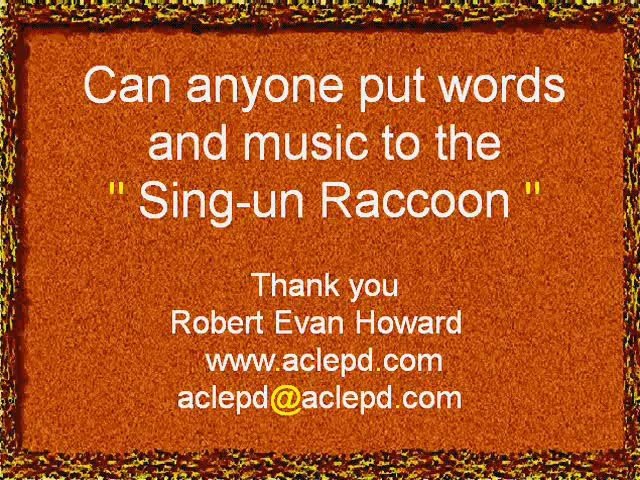 Can anyone put words
and music to the
" Sing-un Raccoon "
Thank you
Robert Evan Howard
www.aclepd.com
aclepd@aclepd.com